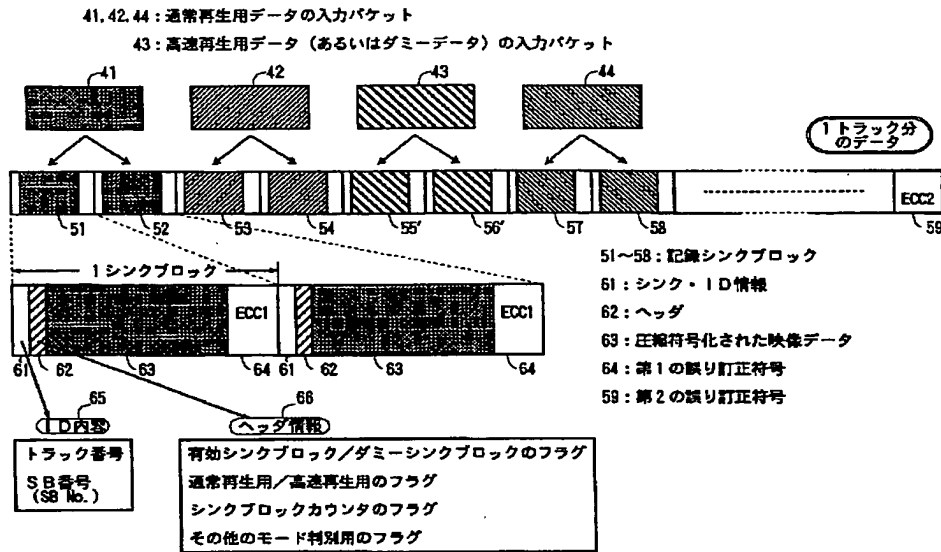 41,42,44：通常再生用データの入力パケット
43：高速再生用データ（あるいはダミーデータ）の入力パケット
41
42
43
44
1トラック分
のデータ
ECC2
51
52
53
54
55'
56'
57
58
59
1シンクブロック
ECC1
ECC1
61
62
63
64
61
62
63
64
51～58：記録シンクブロック
61：シンク・ID情報
62：ヘッダ
63：圧縮符号化された映像データ
64：第1の誤り訂正符号
59：第2の誤り訂正符号
65
ID内容
トラック番号
SB番号
(SB No.)
66
ヘッダ情報
有効シンクブロック/ダミーシンクブロックのフラグ
通常再生用/高速再生用のフラグ
シンクブロックカウンタのフラグ
その他のモード判別用のフラグ